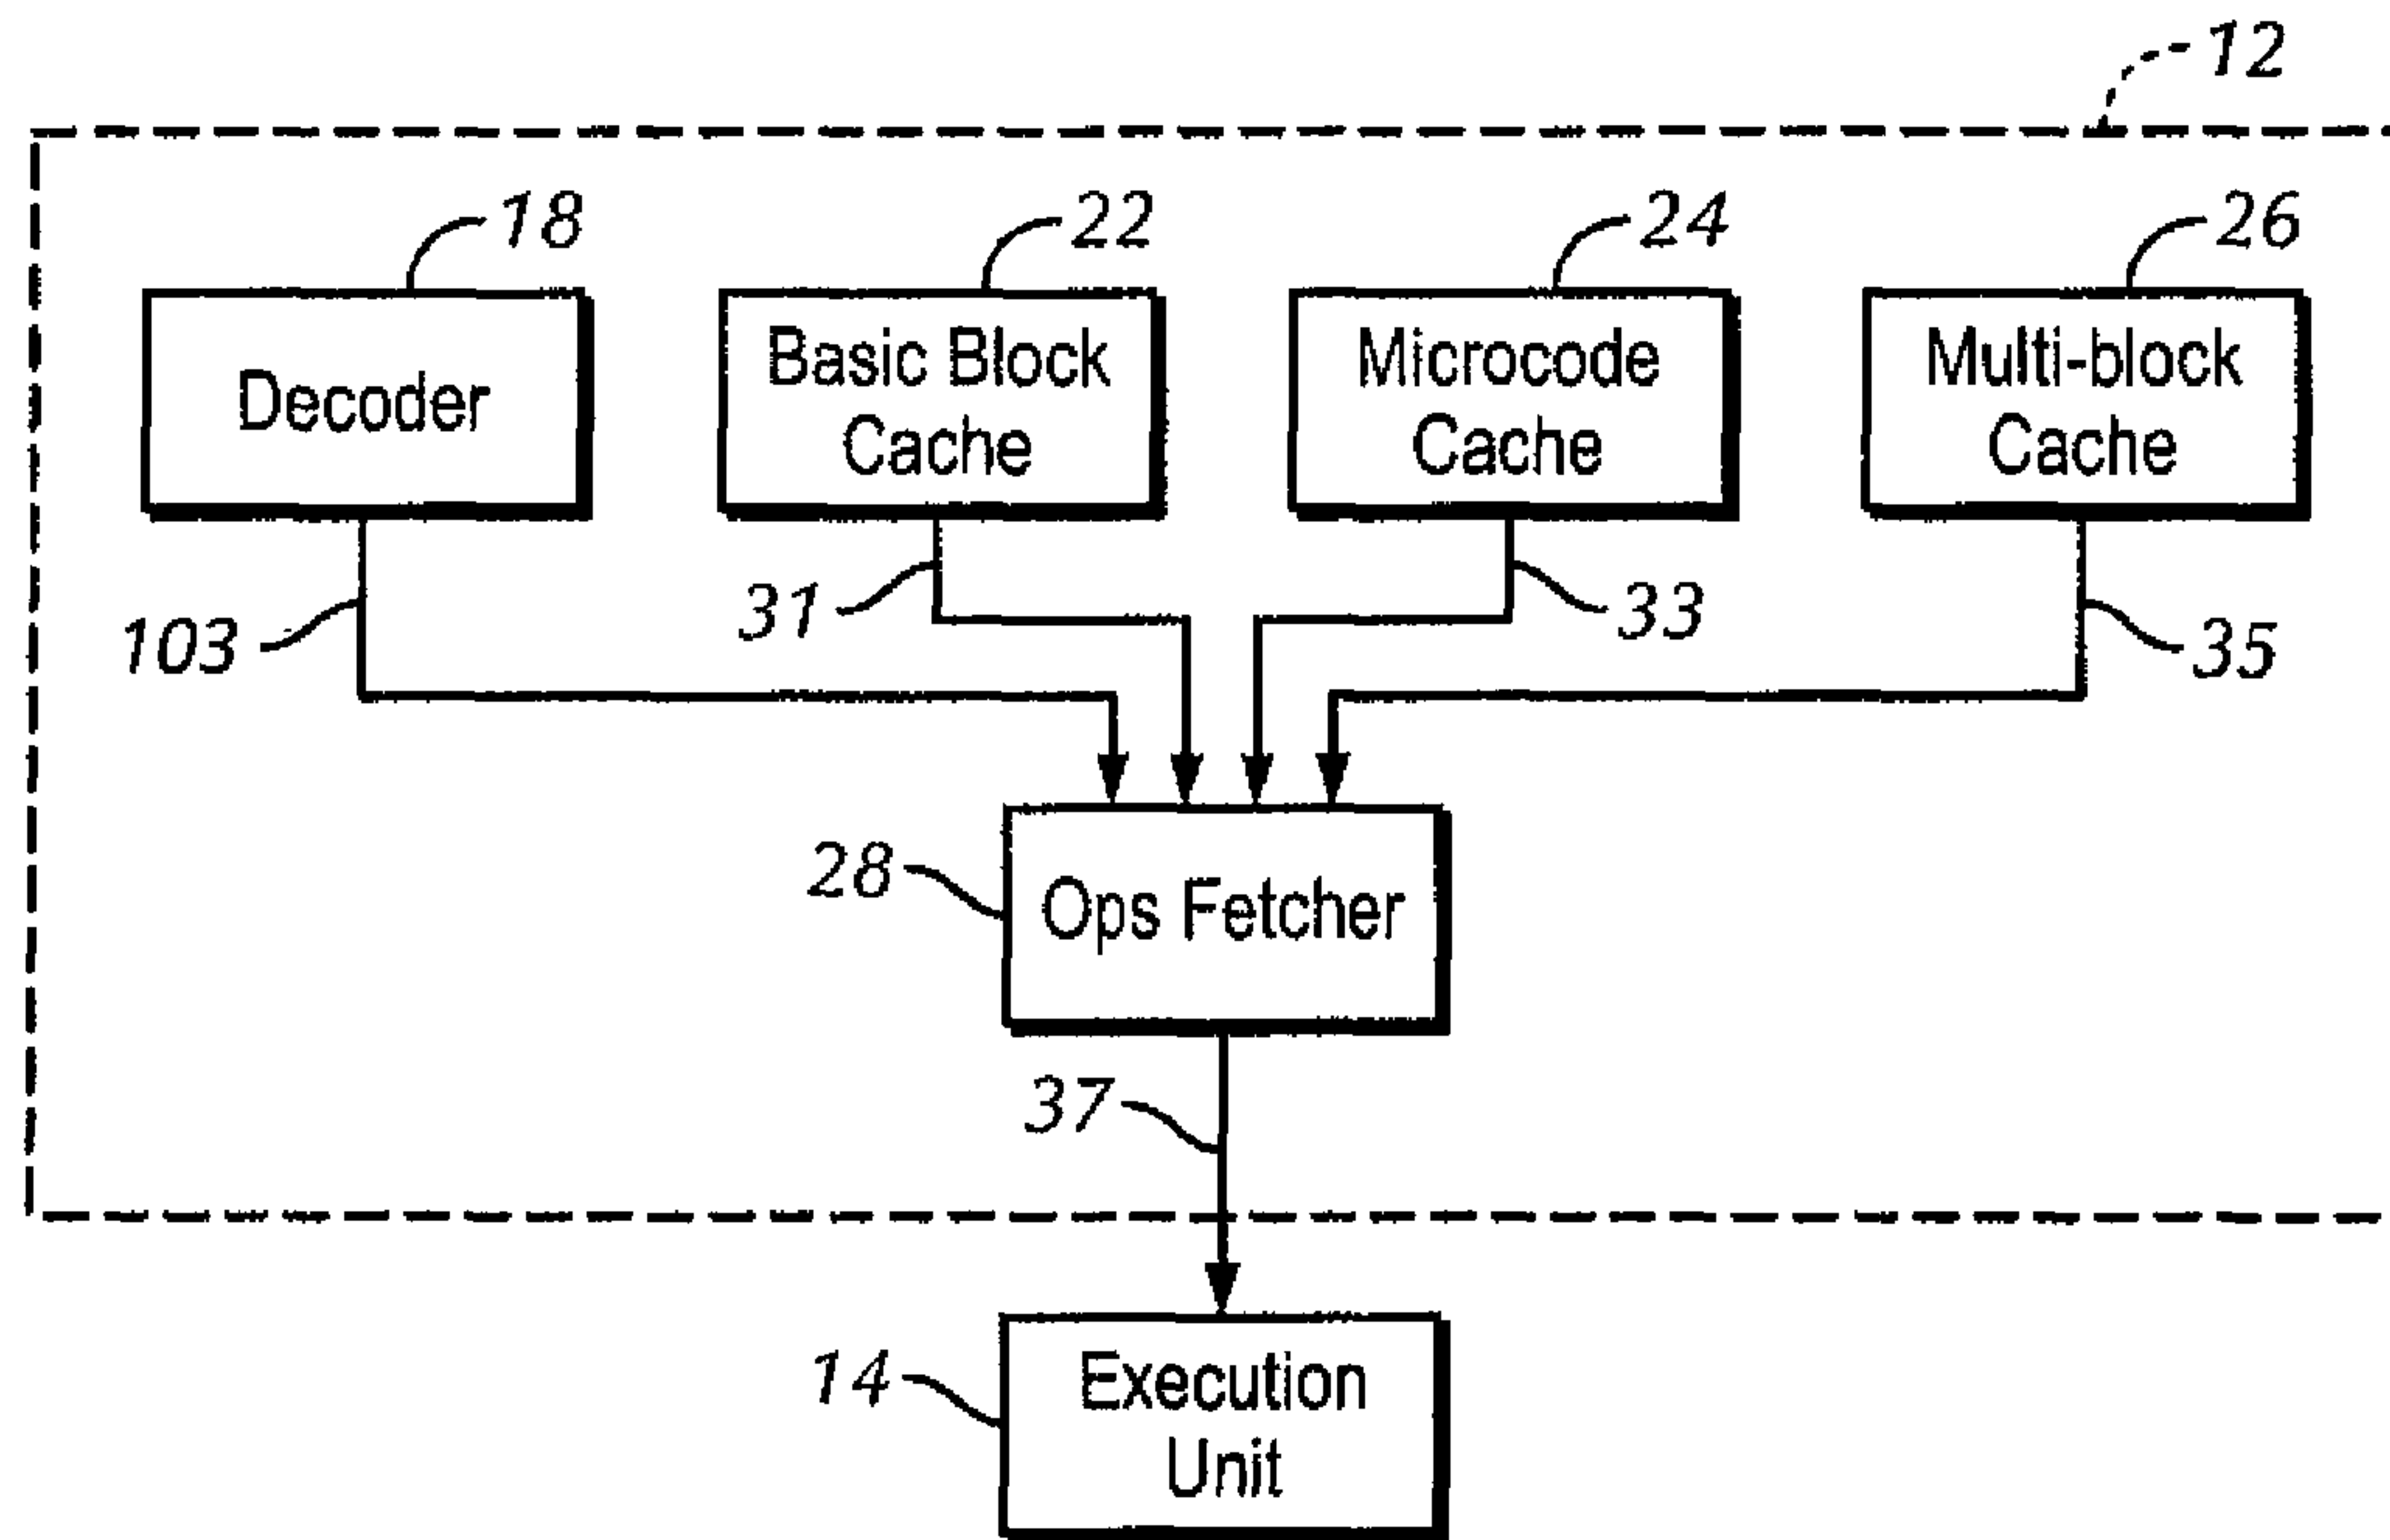 12
18
22
24
26
Decoder
Basic Block
Cache
Microcode
Cache
Multi-block
Cache
103
31
33
35
28
Ops Fetcher
37
14
Execution
Unit